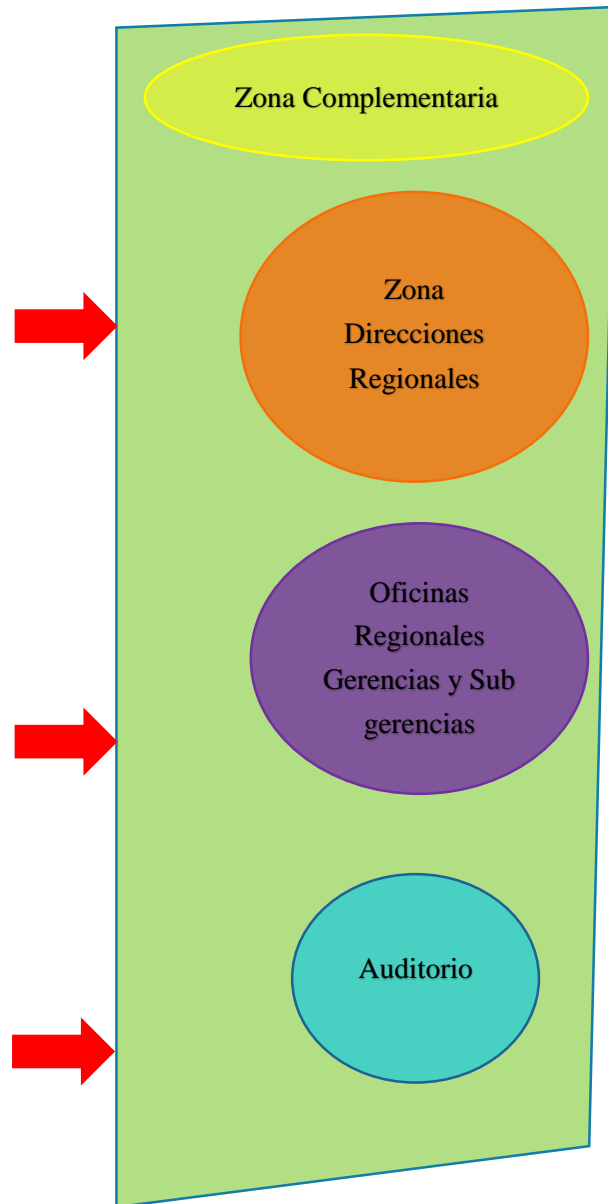 Zona Complementaria
Zona
Direcciones
Regionales
Oficinas
Regionales
Gerencias y Sub
gerencias
Auditorio